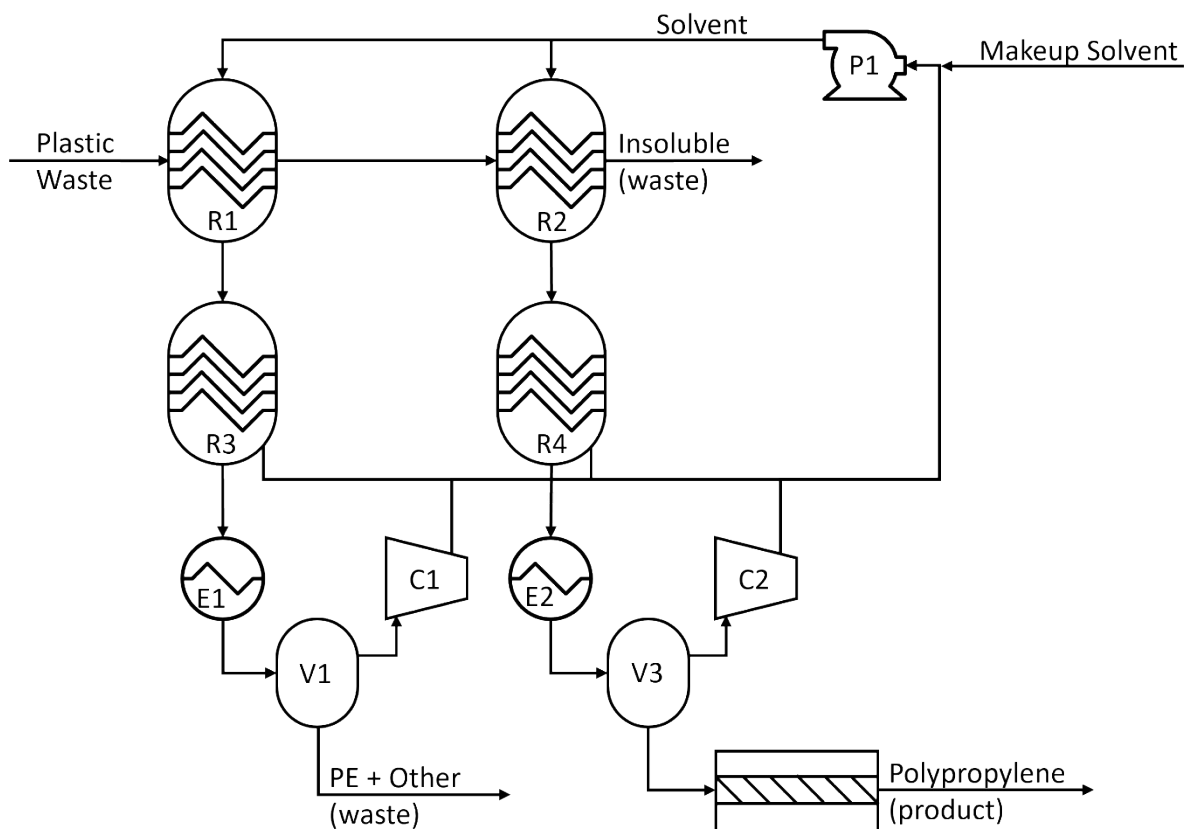 Solvent
P1
Makeup Solvent
Plastic
Waste
R1
R2
Insoluble
(waste)
R3
R4
E1
C1
E2
C2
V1
V3
PE + Other
(waste)
Polypropylene
(product)